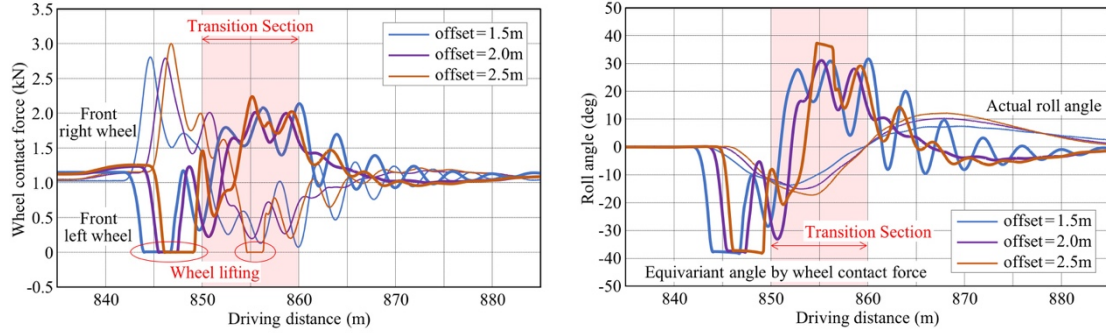 Transition Section
offset=1.5m
offset=2.0m
offset=2.5m
Front
right wheel
Front
left wheel
Wheel lifting
3.5
3.0
2.5
2.0
1.5
1.0
0.5
0
-0.5
840
850
860
870
880
Wheel contact force (kN)
Driving distance (m)
50
40
30
20
10
0
-10
-20
-30
-40
-50
Roll angle (deg)
Actual roll angle
Transition Section
offset=1.5m
offset=2.0m
offset=2.5m
Equivariant angle by wheel contact force
840
850
860
870
880
Driving distance (m)